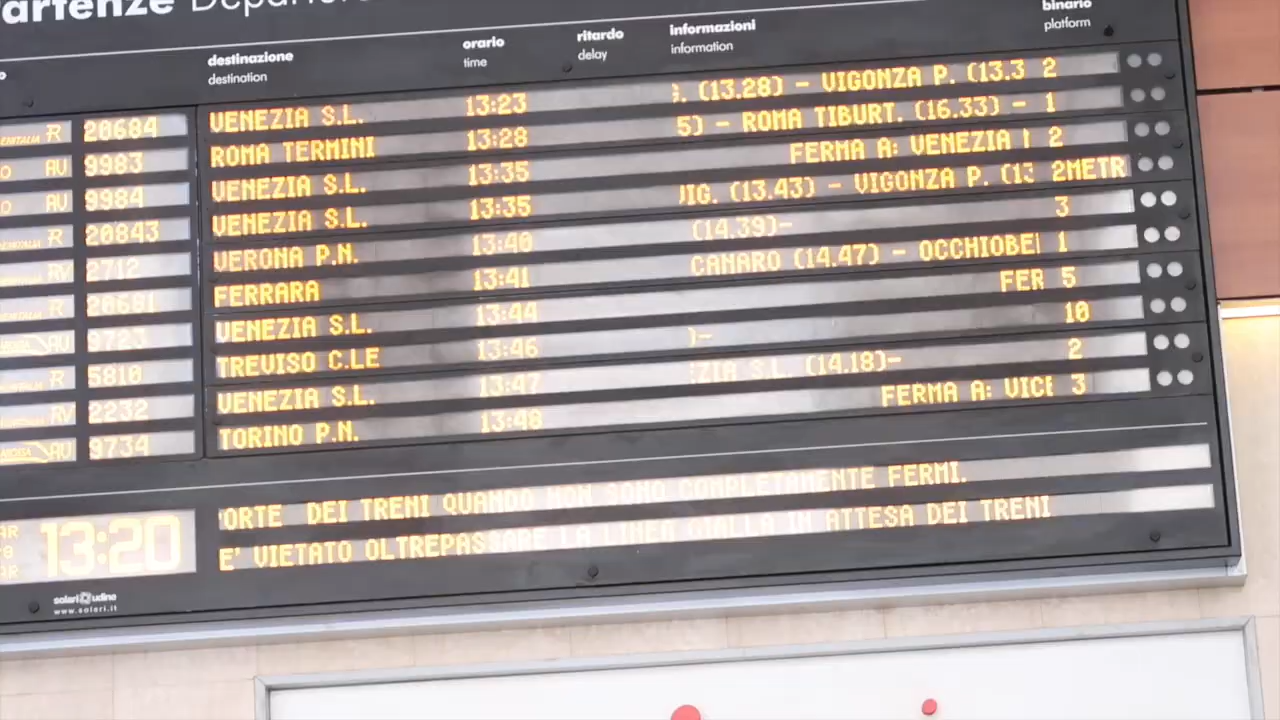 Partenze Departures
destinazione orario ritardo informazioni binario
destination time delay information platform
R 20684 VENEZIA S.L. 13:23 . (13.28) - VIGONZA P. (13.3 2
AV 9983 ROMA TERMINI 13:28 5) - ROMA TIBURT. (16.33) - 1
AV 9984 VENEZIA S.L. 13:35 FERMA A: VENEZIA 2
R 20843 VENEZIA S.L. 13:35 VIG. (13.43) - VIGONZA P. (13 2METR
RV 2712 VERONA P.N. 13:40 (14.39)- 3
R 20681 FERRARA 13:41 CANARO (14.47) - OCCHIOBEL 1
AV 9723 VENEZIA S.L. 13:44 FER 5
R 5810 TREVISO C.LE 13:46 )- 10
RV 2232 VENEZIA S.L. 13:47 EZIA S.L. (14.18)- 2
AV 9734 TORINO P.N. 13:48 FERMA A: VICE 3
ORTE DEI TRENI QUANDO NON SONO COMPLETAMENTE FERMI.
13:20 E' VIETATO OLTREPASSARE LA LINEA GIALLA IN ATTESA DEI TRENI
solari udine
www.solari.it